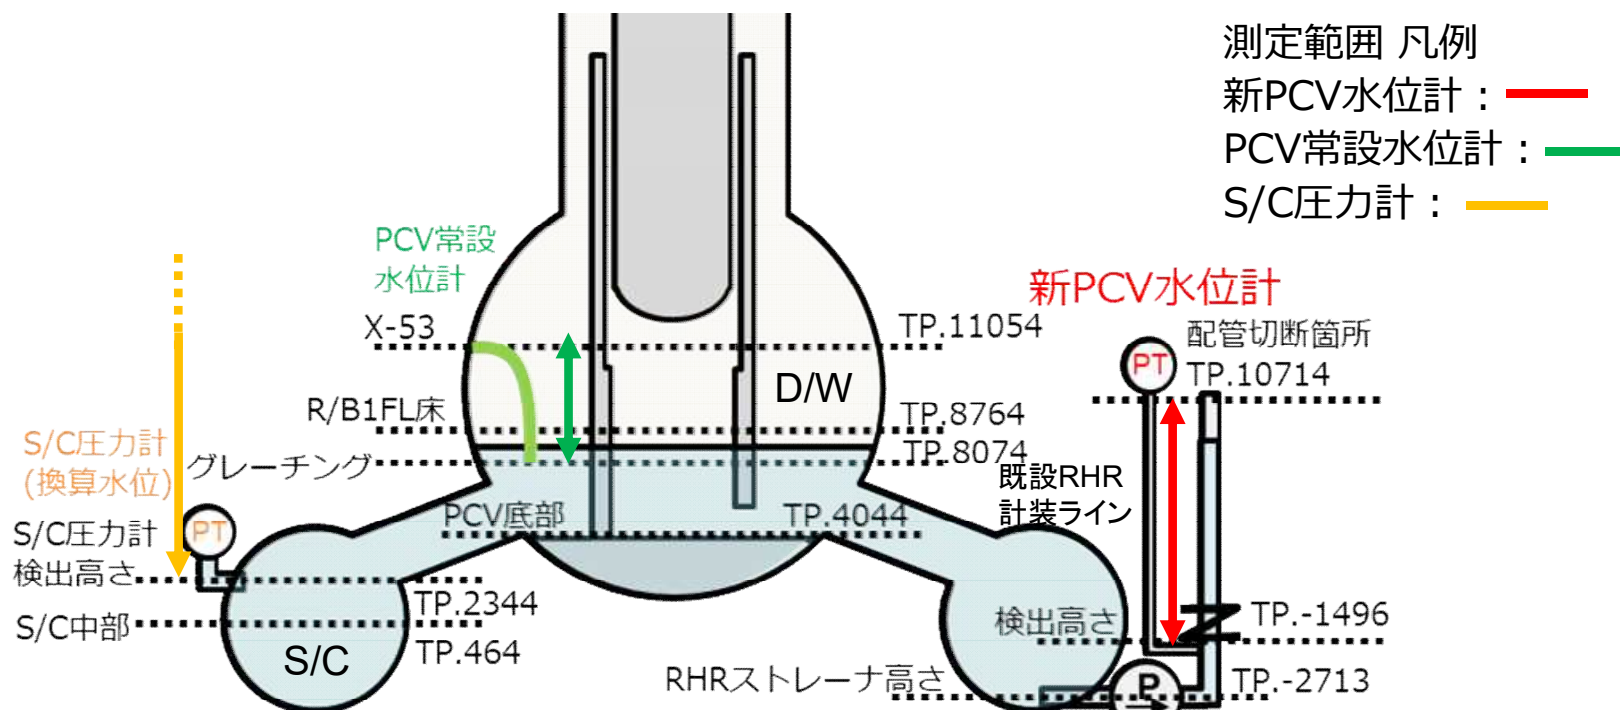 測定範囲 凡例
新PCV水位計：
PCV常設水位計：
S/C圧力計：
PCV常設
水位計
新PCV水位計
X-53
TP.11054
配管切断箇所
PT
TP.10714
D/W
R/B1FL床
TP.8764
S/C圧力計
(換算水位)
グレーチング
TP.8074
既設RHR
計装ライン
PCV底部
TP.4044
PT
S/C圧力計
検出高さ
TP.2344
S/C中部
TP.464
S/C
検出高さ
TP.-1496
RHRストレーナ高さ
P
TP.-2713